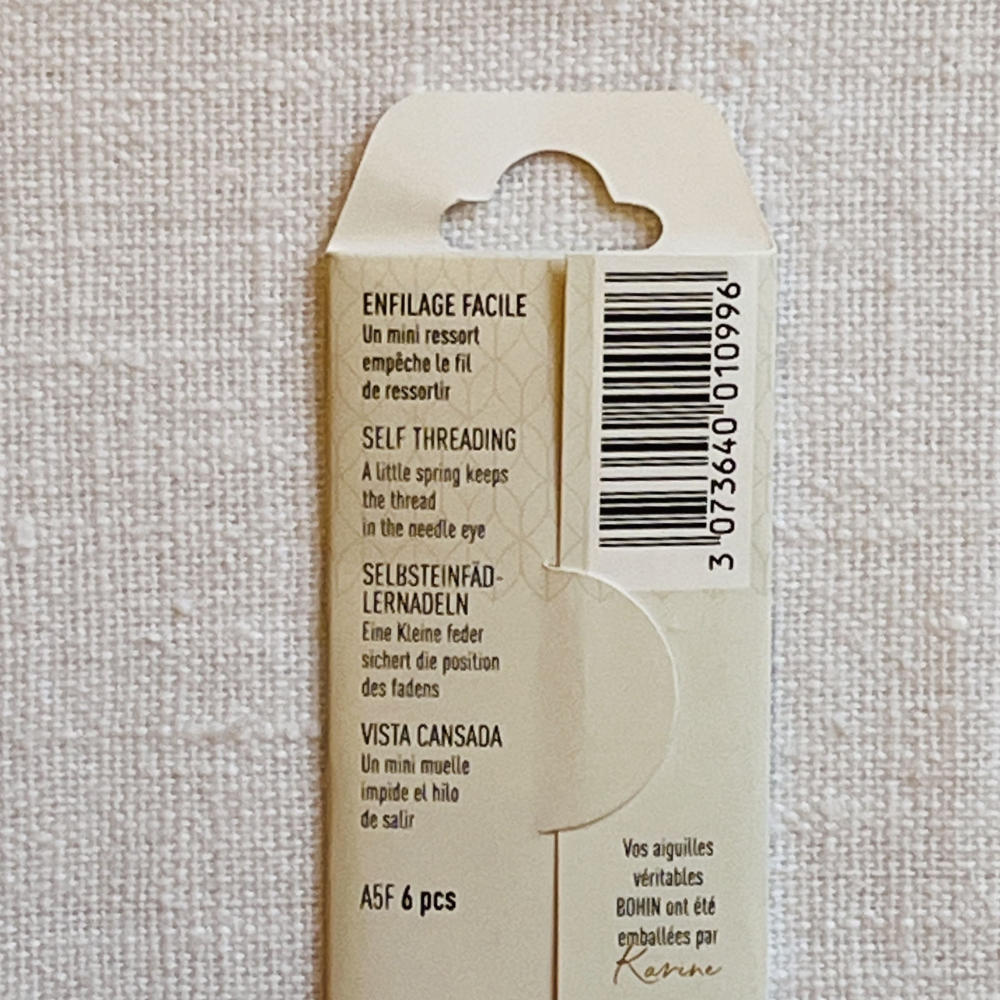 ENFILAGE FACILE
Un mini ressort
empêche le fil
de ressortir
SELF THREADING
A little spring keeps
the thread
in the needle eye
SELBSTEINFÄD-
LERNADELN
Eine Kleine feder
sichert die position
des fadens
VISTA CANSADA
Un mini muelle
impide el hilo
de salir
A5F 6 pcs
3 073640 010996
Vos aiguilles
véritables
BOHIN ont été
emballées par
Karine